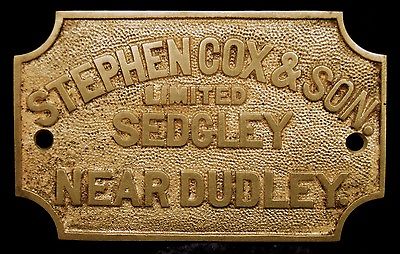 STEPHEN COX & SON.
LIMITED
SEDGLEY
NEAR DUDLEY.